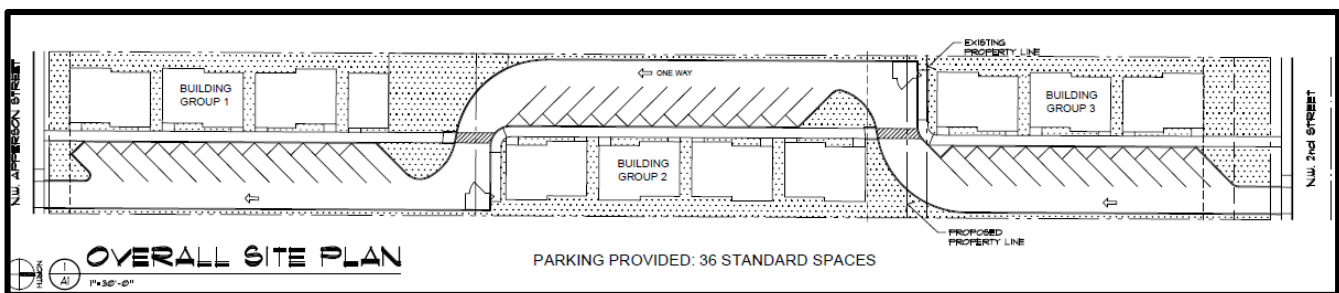 EXISTING
PROPERTY LINE
ONE WAY
BUILDING
GROUP 1
BUILDING
GROUP 3
N.W. APPERSON STREET
N.W. 2nd STREET
BUILDING
GROUP 2
PROPOSED
PROPERTY LINE
NORTH
1
A1
OVERALL SITE PLAN
1"=30'-0"
PARKING PROVIDED: 36 STANDARD SPACES